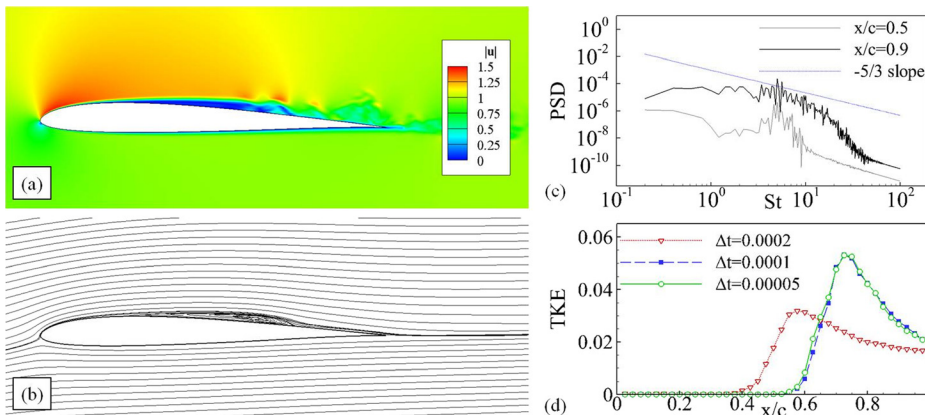 |u|
1.5
1.25
1
0.75
0.5
0.25
0
(a)
(b)
PSD
10^0
10^-2
10^-4
10^-6
10^-8
10^-10
x/c=0.5
x/c=0.9
-5/3 slope
10^-1
10^0
10^1
10^2
St
(c)
TKE
0.06
0.04
0.02
0
Δt=0.0002
Δt=0.0001
Δt=0.00005
0.2
0.4
0.6
0.8
x/c
(d)